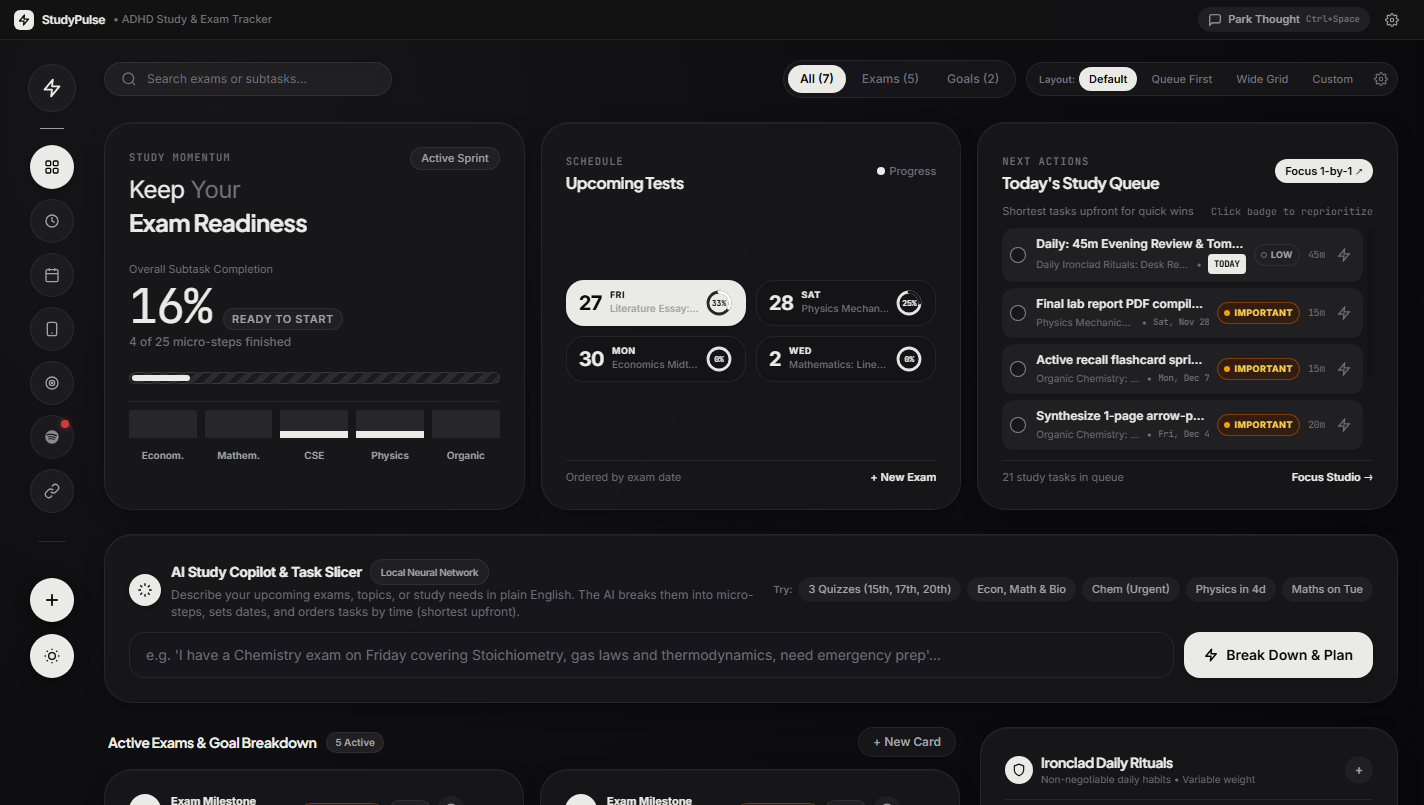 StudyPulse • ADHD Study & Exam Tracker
Park Thought Ctrl+Space
Search exams or subtasks...
All (7) Exams (5) Goals (2)
Layout: Default Queue First Wide Grid Custom
STUDY MOMENTUM
Active Sprint
Keep Your
Exam Readiness
Overall Subtask Completion
16% READY TO START
4 of 25 micro-steps finished
Econom. Mathem. CSE Physics Organic
SCHEDULE
Upcoming Tests
Progress
27 FRI
Literature Essay:... 33%
28 SAT
Physics Mechan... 25%
30 MON
Economics Midt... 0%
2 WED
Mathematics: Line... 0%
Ordered by exam date + New Exam
NEXT ACTIONS
Today's Study Queue
Focus 1-by-1 ↗
Shortest tasks upfront for quick wins Click badge to reprioritize
Daily: 45m Evening Review & Tom...
Daily Ironclad Rituals: Desk Re... • TODAY
LOW 45m
Final lab report PDF compil...
Physics Mechanic... • Sat, Nov 28
IMPORTANT 15m
Active recall flashcard spri...
Organic Chemistry: ... • Mon, Dec 7
IMPORTANT 15m
Synthesize 1-page arrow-p...
Organic Chemistry: ... • Fri, Dec 4
IMPORTANT 20m
21 study tasks in queue Focus Studio →
AI Study Copilot & Task Slicer Local Neural Network
Describe your upcoming exams, topics, or study needs in plain English. The AI breaks them into micro-
steps, sets dates, and orders tasks by time (shortest upfront).
Try: 3 Quizzes (15th, 17th, 20th) Econ, Math & Bio Chem (Urgent) Physics in 4d Maths on Tue
e.g. 'I have a Chemistry exam on Friday covering Stoichiometry, gas laws and thermodynamics, need emergency prep'...
Break Down & Plan
Active Exams & Goal Breakdown 5 Active
+ New Card
Ironclad Daily Rituals
Non-negotiable daily habits • Variable weight
+
Exam Milestone
Exam Milestone